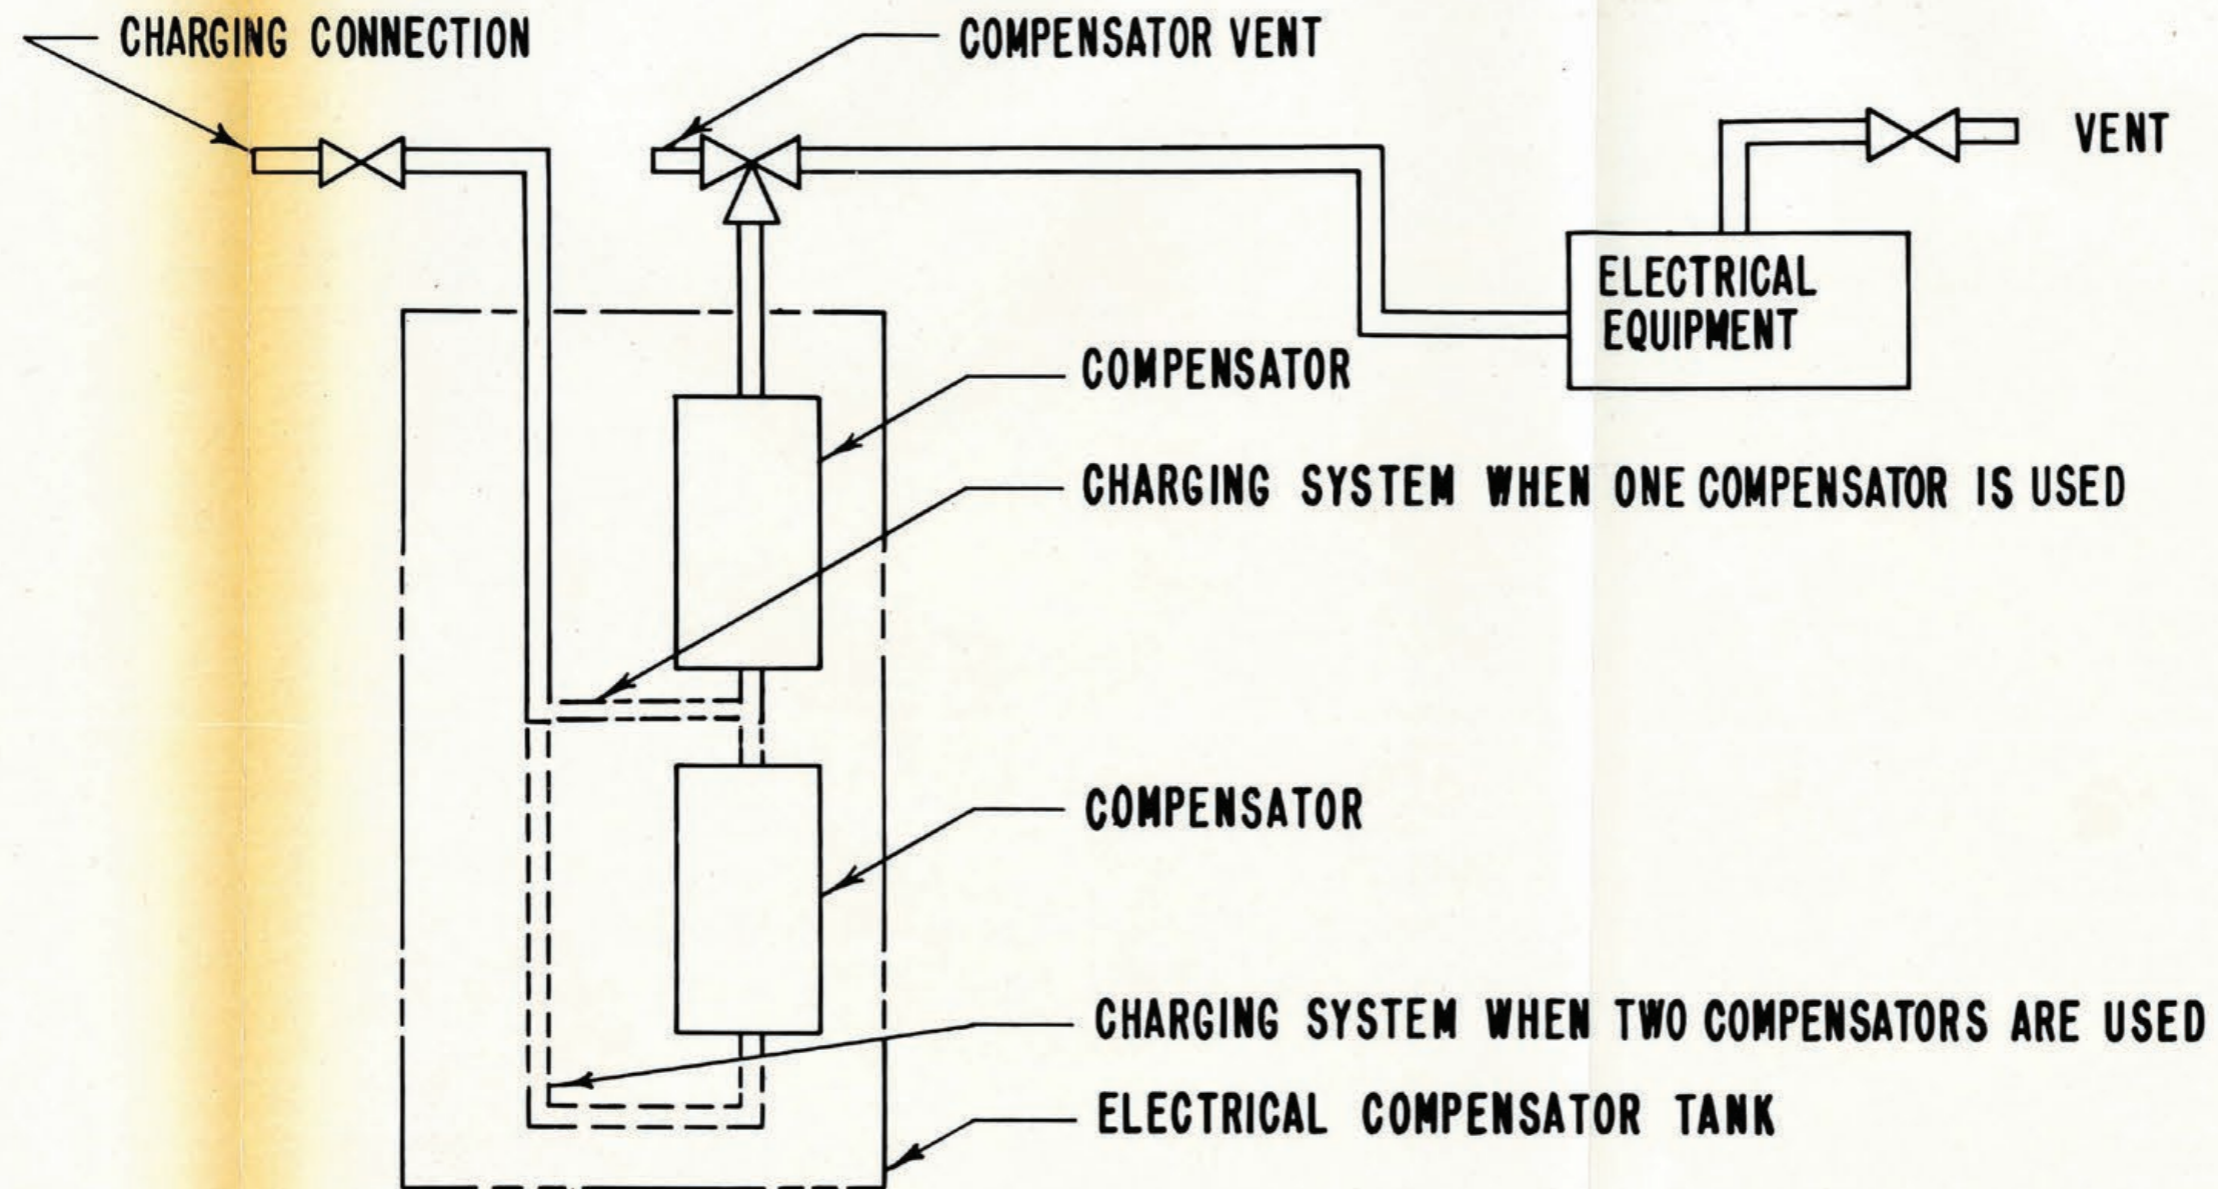 CHARGING CONNECTION
COMPENSATOR VENT
VENT
ELECTRICAL
EQUIPMENT
COMPENSATOR
CHARGING SYSTEM WHEN ONE COMPENSATOR IS USED
COMPENSATOR
CHARGING SYSTEM WHEN TWO COMPENSATORS ARE USED
ELECTRICAL COMPENSATOR TANK